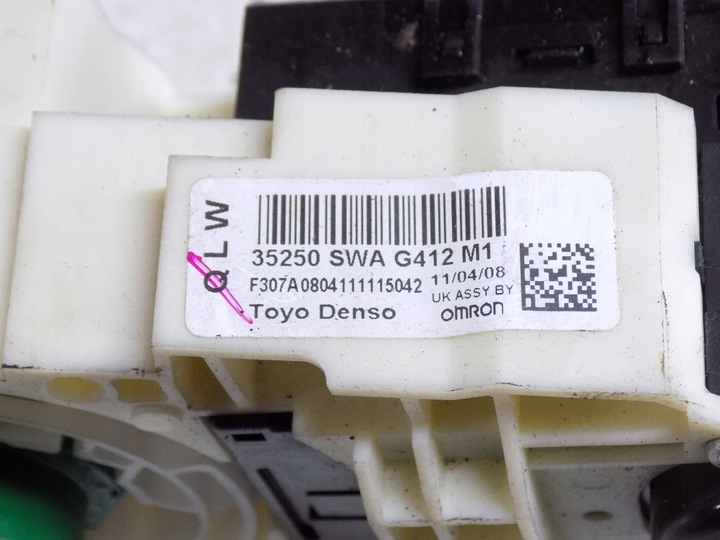 QLW
35250 SWA G412 M1
F307A0804111115042 11/04/08
UK ASSY BY
Toyo Denso OMRON